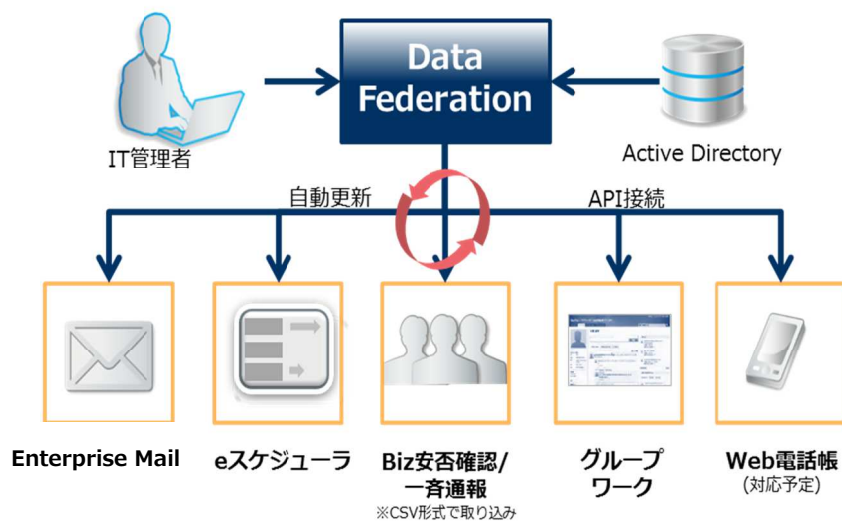 Data
Federation
IT管理者
Active Directory
自動更新
API接続
Enterprise Mail
eスケジューラ
Biz安否確認/
一斉通報
※CSV形式で取り込み
グループ
ワーク
Web電話帳
(対応予定)